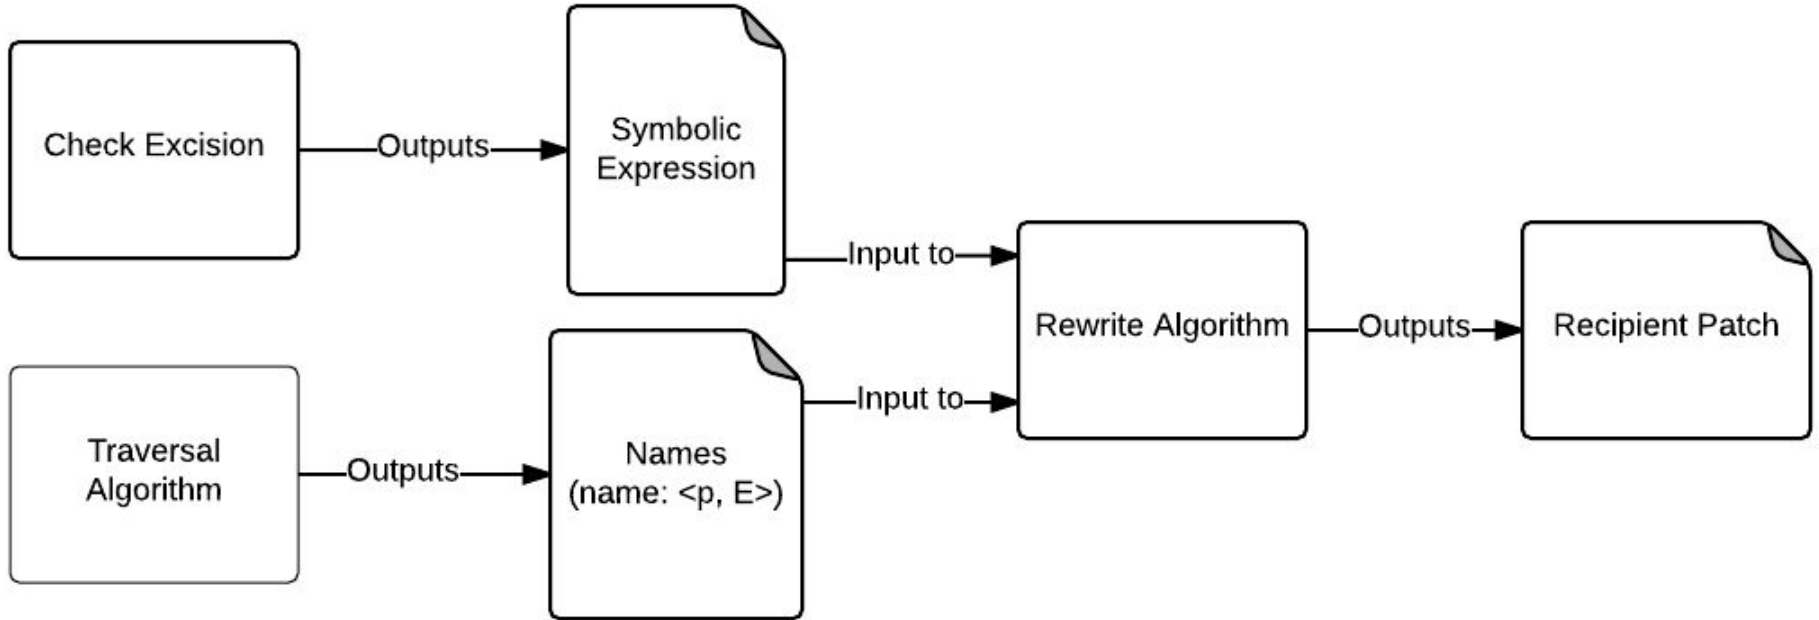 Check Excision
Outputs
Symbolic
Expression
Input to
Traversal
Algorithm
Outputs
Names
(name: <p, E>)
Input to
Rewrite Algorithm
Outputs
Recipient Patch